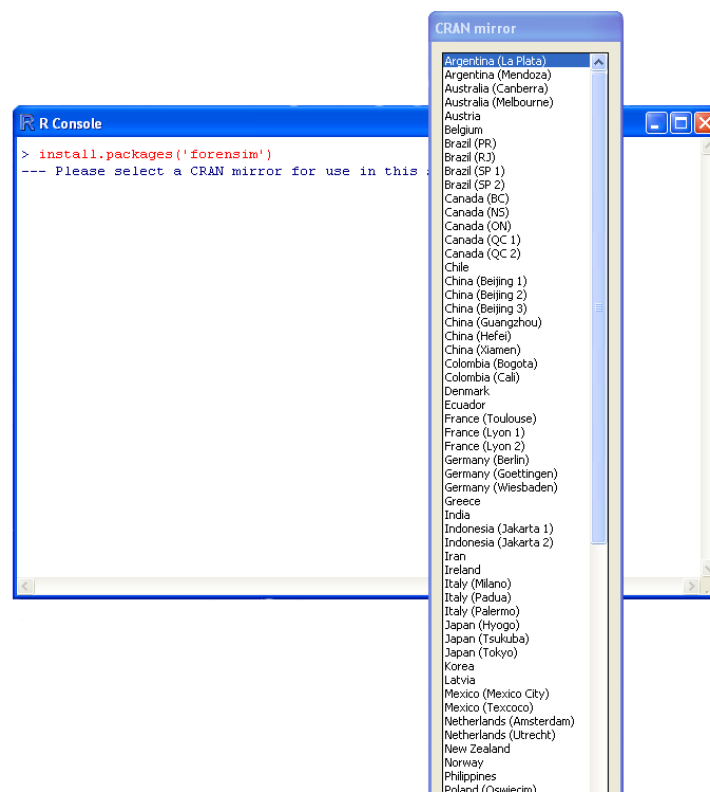 CRAN mirror
Argentina (La Plata)
Argentina (Mendoza)
Australia (Canberra)
Australia (Melbourne)
Austria
Belgium
Brazil (PR)
Brazil (RJ)
Brazil (SP 1)
Brazil (SP 2)
Canada (BC)
Canada (NS)
Canada (ON)
Canada (QC 1)
Canada (QC 2)
Chile
China (Beijing 1)
China (Beijing 2)
China (Beijing 3)
China (Guangzhou)
China (Hefei)
China (Xiamen)
Colombia (Bogota)
Colombia (Cali)
Denmark
Ecuador
France (Toulouse)
France (Lyon 1)
France (Lyon 2)
Germany (Berlin)
Germany (Goettingen)
Germany (Wiesbaden)
Greece
India
Indonesia (Jakarta 1)
Indonesia (Jakarta 2)
Iran
Ireland
Italy (Milano)
Italy (Padua)
Italy (Palermo)
Japan (Hyogo)
Japan (Tsukuba)
Japan (Tokyo)
Korea
Latvia
Mexico (Mexico City)
Mexico (Texcoco)
Netherlands (Amsterdam)
Netherlands (Utrecht)
New Zealand
Norway
Philippines
Poland (Oswiecim)
R Console
> install.packages('forensim')
--- Please select a CRAN mirror for use in this